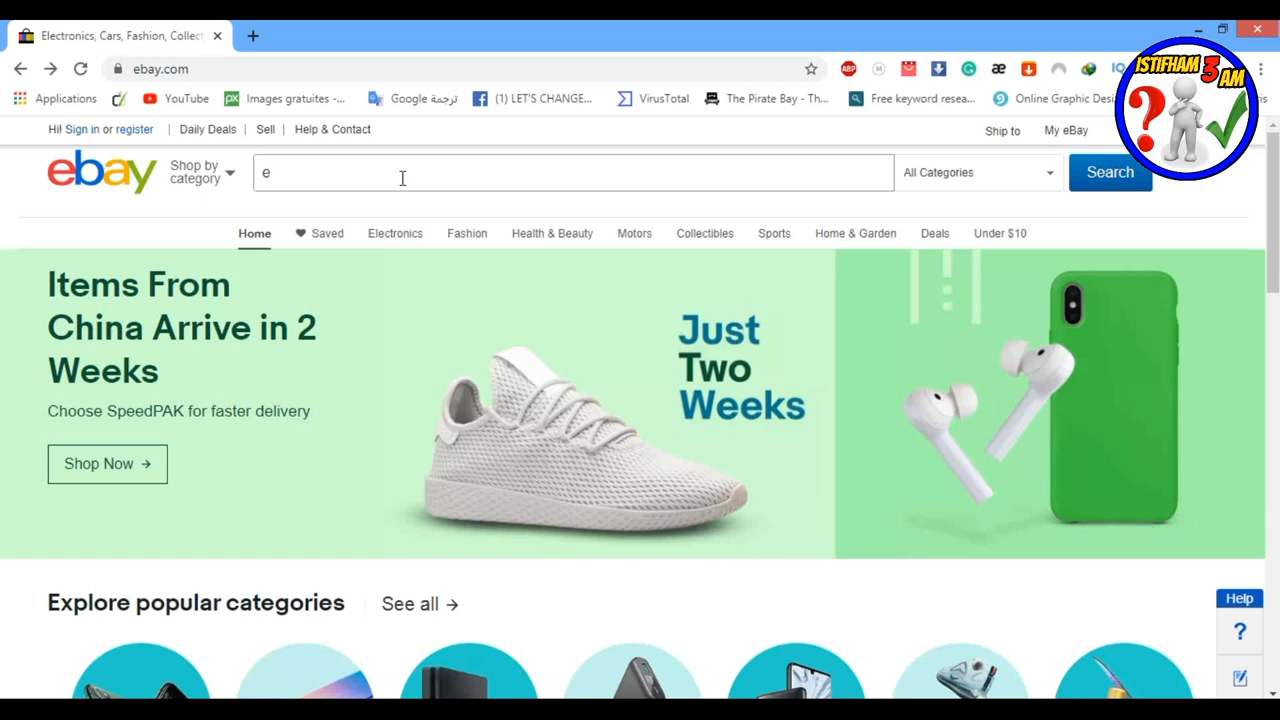 Electronics, Cars, Fashion, Collect
ISTIFHAM 3 AM
ebay.com
ABP
Applications
YouTube
Images gratuites -...
Google ترجمة
(1) LET'S CHANGE...
VirusTotal
The Pirate Bay - Th...
Free keyword resea...
Online Graphic Des
Hi! Sign in or register
Daily Deals
Sell
Help & Contact
Ship to
My eBay
ebay
Shop by category
e
All Categories
Search
Home
Saved
Electronics
Fashion
Health & Beauty
Motors
Collectibles
Sports
Home & Garden
Deals
Under $10
Items From
China Arrive in 2
Weeks
Choose SpeedPAK for faster delivery
Shop Now →
Just
Two
Weeks
Explore popular categories
See all →
Help
?